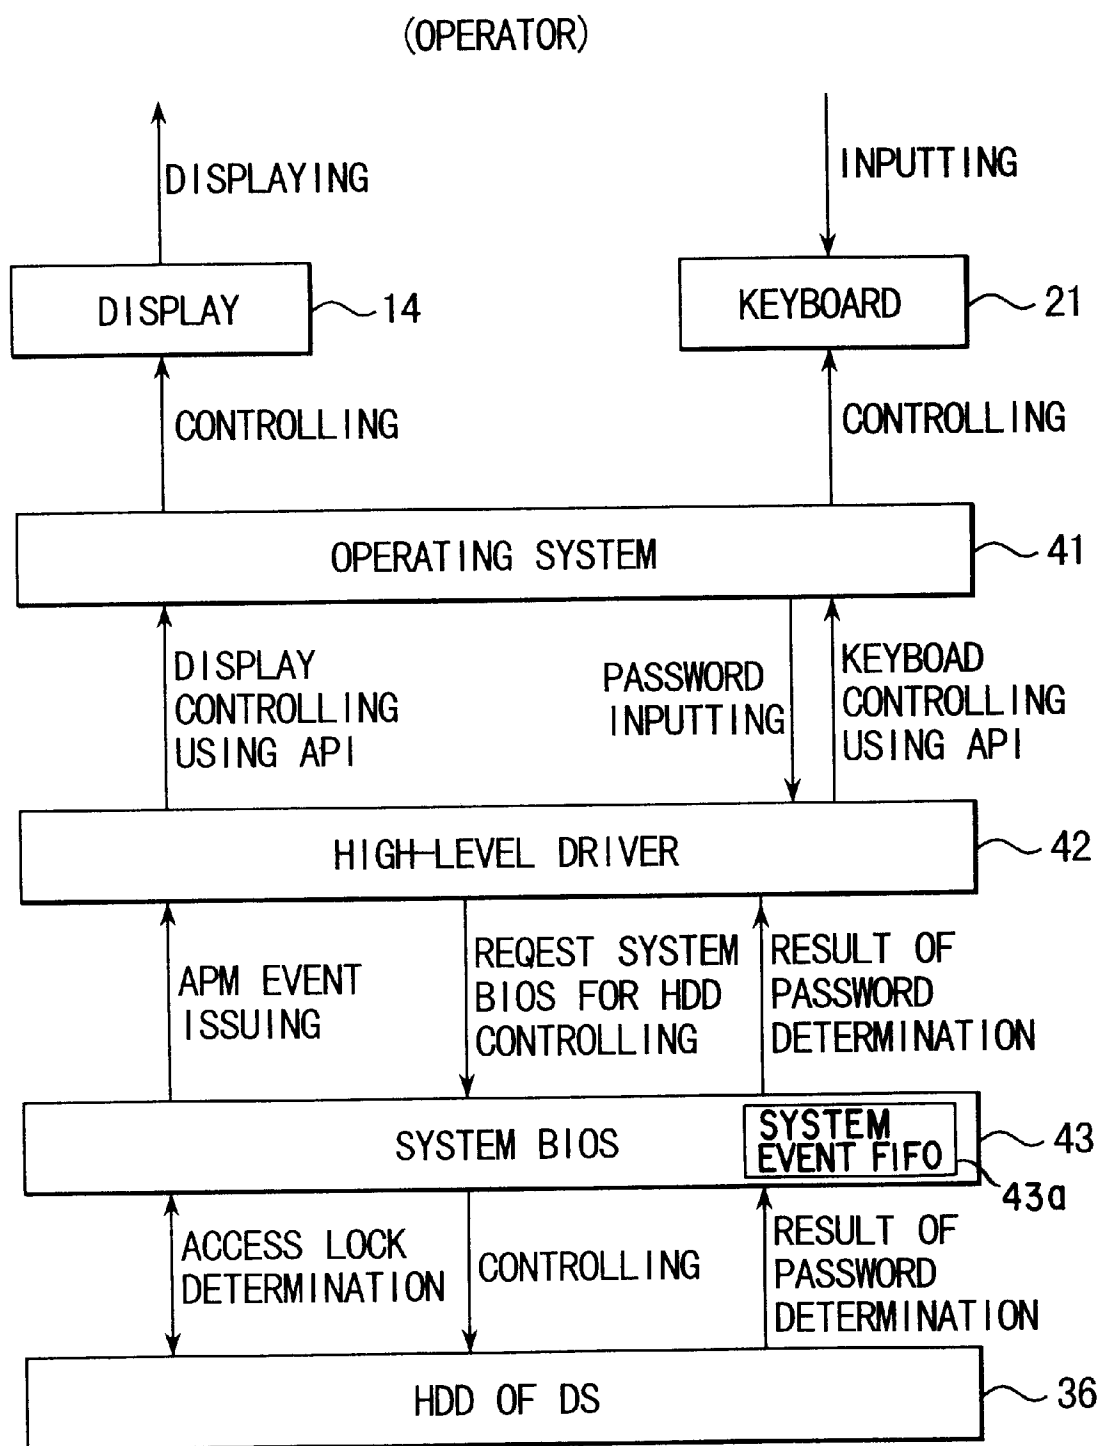 (OPERATOR)
DISPLAYING
INPUTTING
DISPLAY
14
KEYBOARD
21
CONTROLLING
CONTROLLING
OPERATING SYSTEM
41
DISPLAY
CONTROLLING
USING API
PASSWORD
INPUTTING
KEYBOAD
CONTROLLING
USING API
HIGH-LEVEL DRIVER
42
APM EVENT
ISSUING
REQEST SYSTEM
BIOS FOR HDD
CONTROLLING
RESULT OF
PASSWORD
DETERMINATION
SYSTEM BIOS
SYSTEM
EVENT FIFO
43
43a
ACCESS LOCK
DETERMINATION
CONTROLLING
RESULT OF
PASSWORD
DETERMINATION
HDD OF DS
36